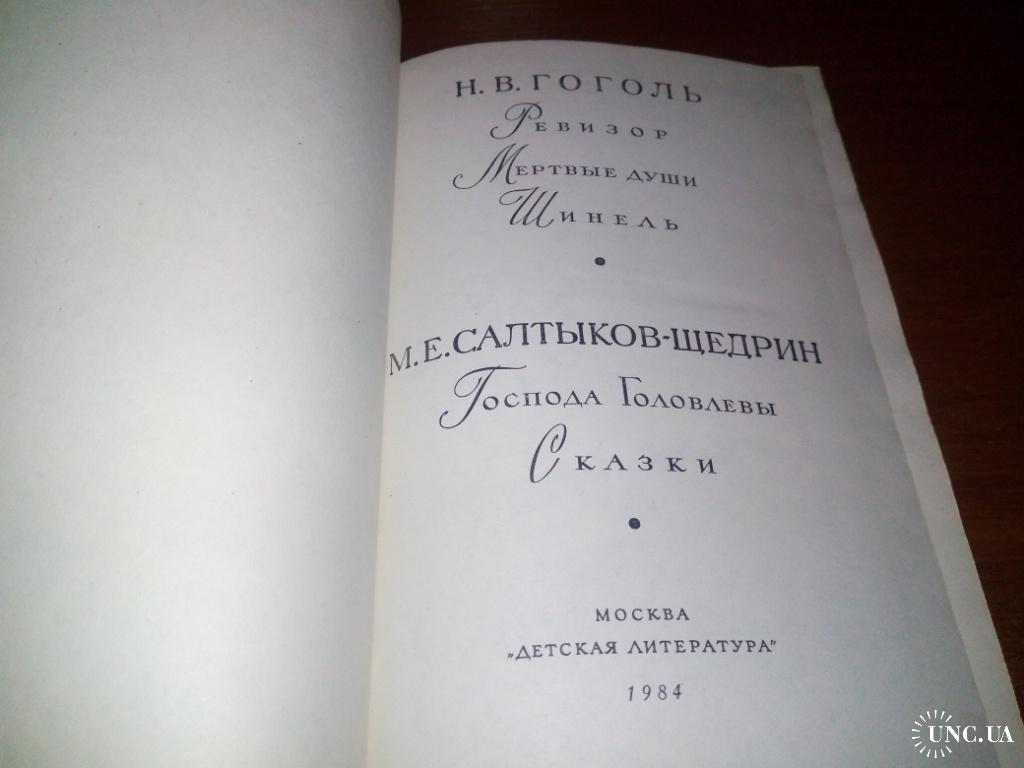 Н. В. ГОГОЛЬ
РЕВИЗОР
МЕРТВЫЕ ДУШИ
ШИНЕЛЬ
•
М. Е. САЛТЫКОВ-ЩЕДРИН
ГОСПОДА ГОЛОВЛЕВЫ
СКАЗКИ
•
МОСКВА
„ДЕТСКАЯ ЛИТЕРАТУРА"
1984
UNC.UA